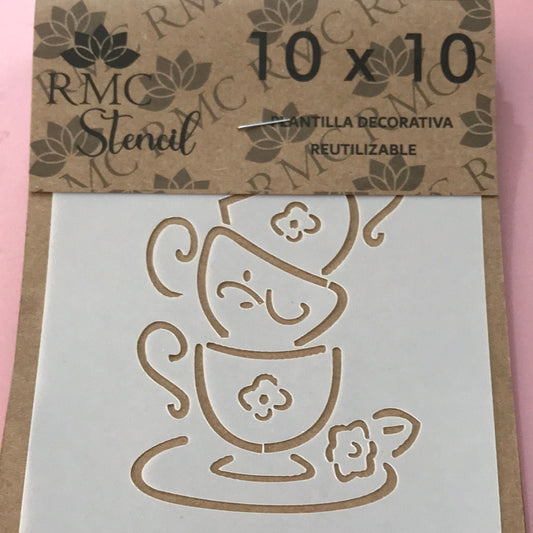 RMC
Stencil
10 x 10
PLANTILLA DECORATIVA
REUTILIZABLE